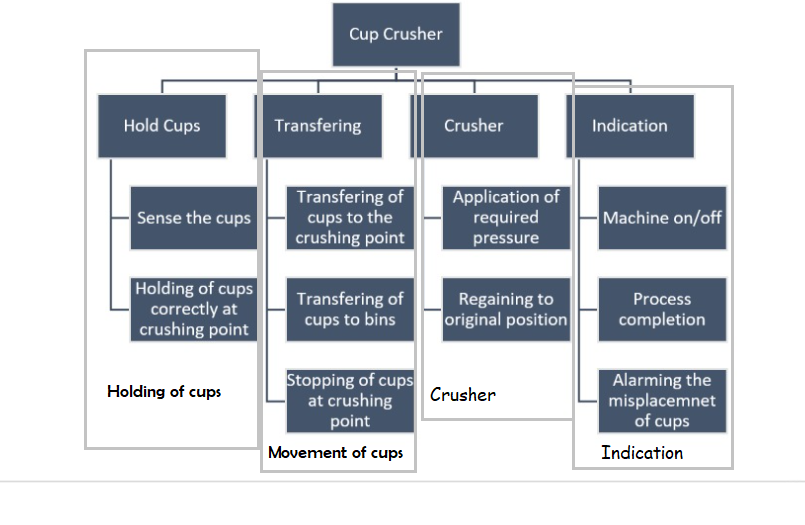 Cup Crusher
Hold Cups
Transfering
Crusher
Indication
Sense the cups
Holding of cups
correctly at
crushing point
Holding of cups
Transfering of
cups to the
crushing point
Transfering of
cups to bins
Stopping of cups
at crushing
point
Movement of cups
Application of
required
pressure
Regaining to
original position
Crusher
Machine on/off
Process
completion
Alarming the
misplacemnet
of cups
Indication